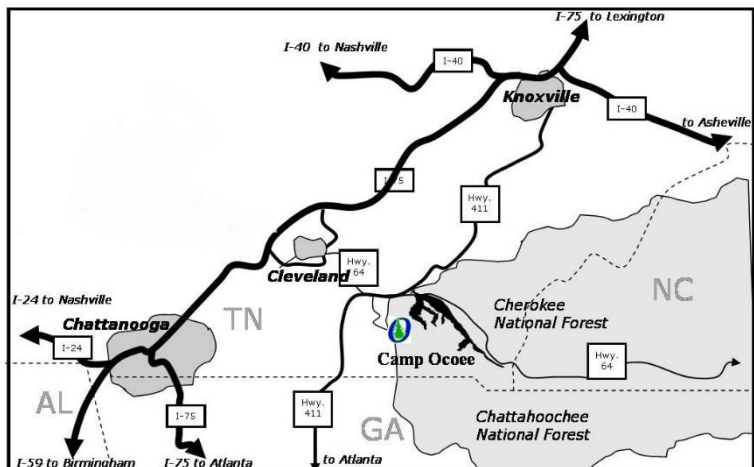 I-75 to Lexington
I-40 to Nashville
I-40
Knoxville
I-40
to Asheville
I-75
Hwy.
411
Hwy.
64
Cleveland
I-24 to Nashville
Chattanooga
TN
NC
Cherokee
National Forest
Camp Ocoee
I-24
Hwy.
64
AL
I-75
Hwy.
411
GA
Chattahoochee
National Forest
I-59 to Birmingham
I-75 to Atlanta
to Atlanta